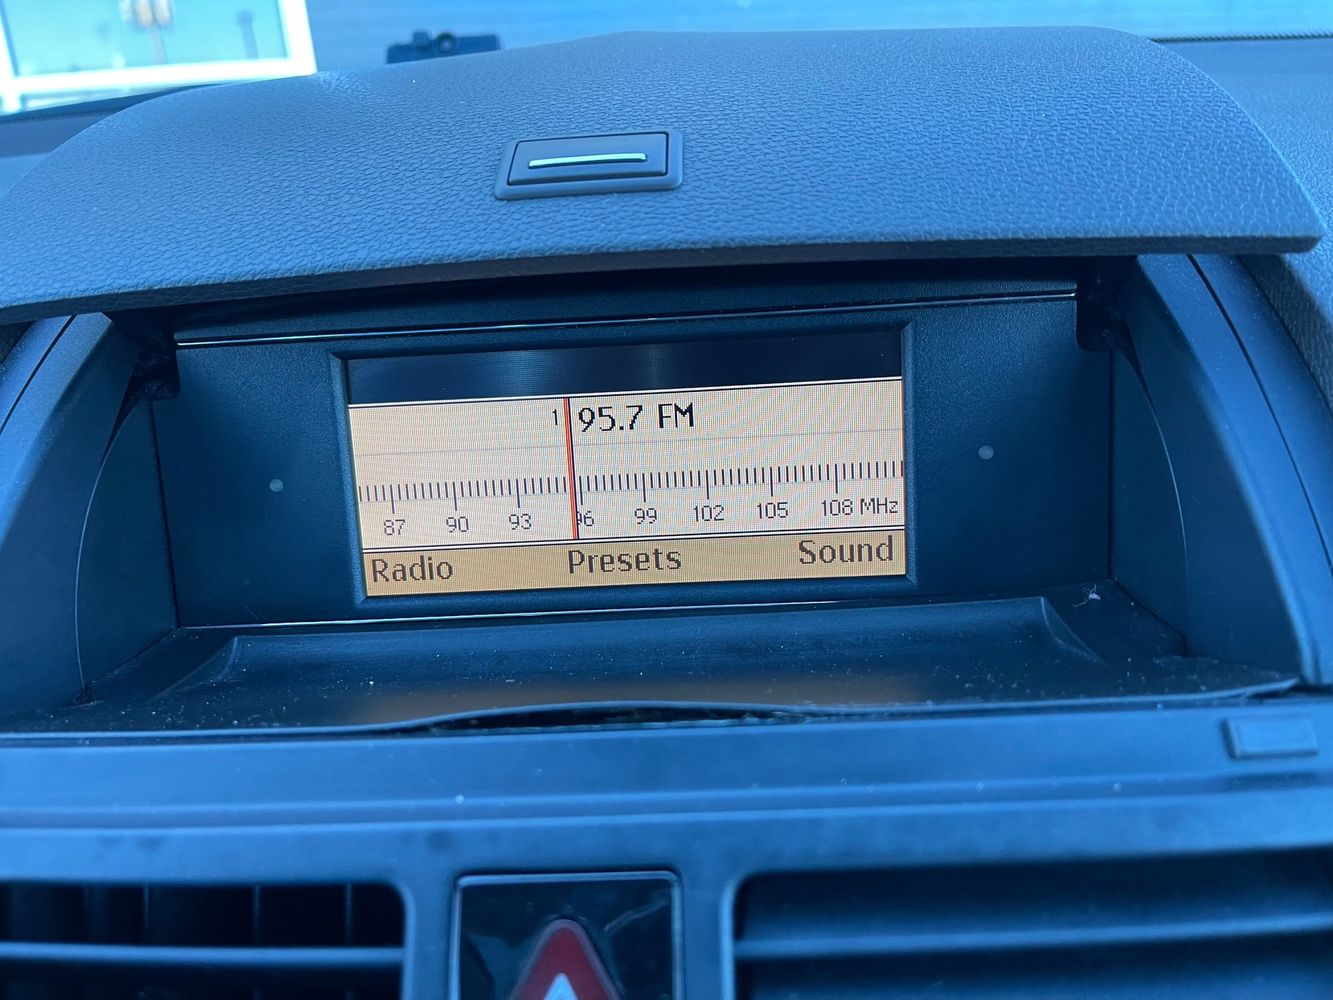 1 95.7 FM
87 90 93 96 99 102 105 108 MHz
Radio Presets Sound